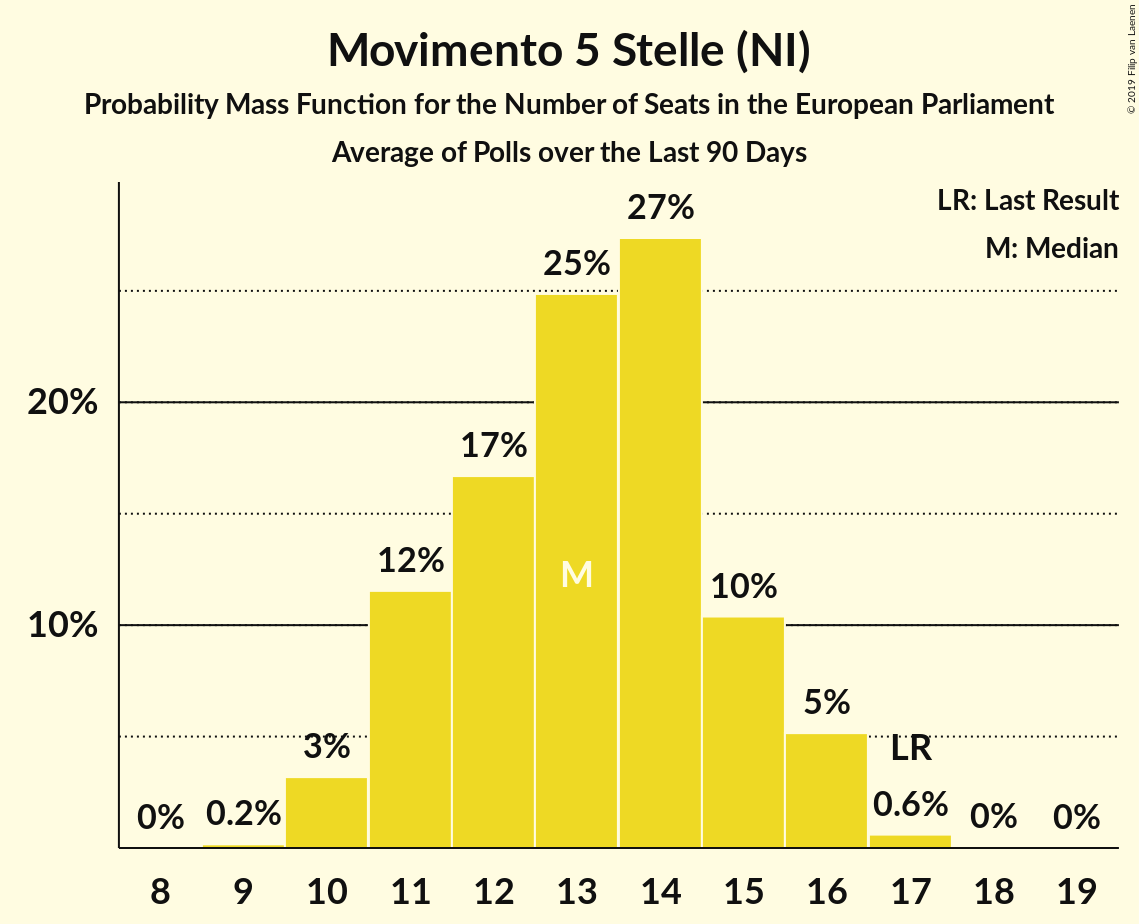 Movimento 5 Stelle (NI)
Probability Mass Function for the Number of Seats in the European Parliament
Average of Polls over the Last 90 Days
© 2019 Filip van Laenen
LR: Last Result
M: Median
27%
25%
20%
17%
12%
M
10%
10%
5%
3%
LR
0% 0.2% 0.6% 0% 0%
8 9 10 11 12 13 14 15 16 17 18 19